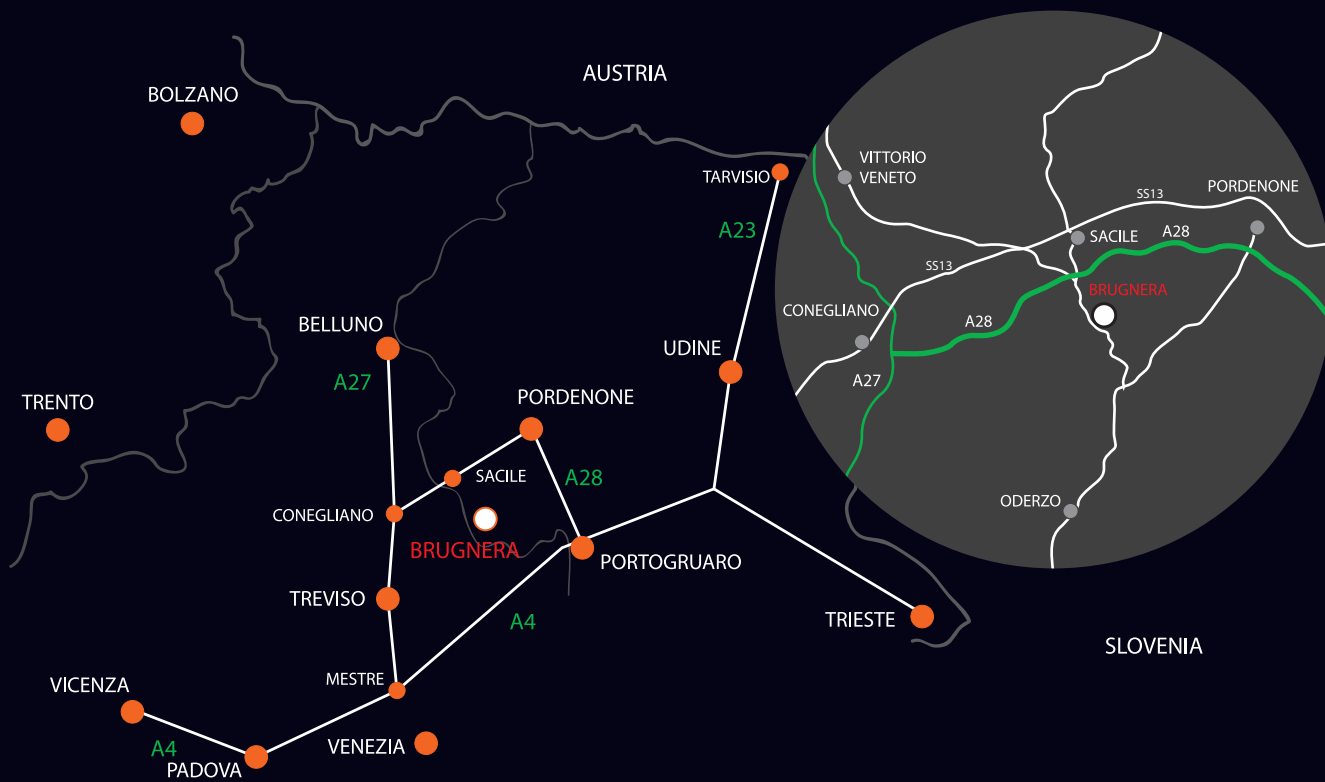 AUSTRIA
BOLZANO
TARVISIO
A23
BELLUNO
A27
UDINE
TRENTO
PORDENONE
SACILE
A28
CONEGLIANO
BRUGNERA
PORTOGRUARO
TREVISO
A4
TRIESTE
SLOVENIA
MESTRE
VICENZA
A4
VENEZIA
PADOVA
VITTORIO
VENETO
SS13
PORDENONE
SACILE
A28
SS13
BRUGNERA
CONEGLIANO
A28
A27
ODERZO